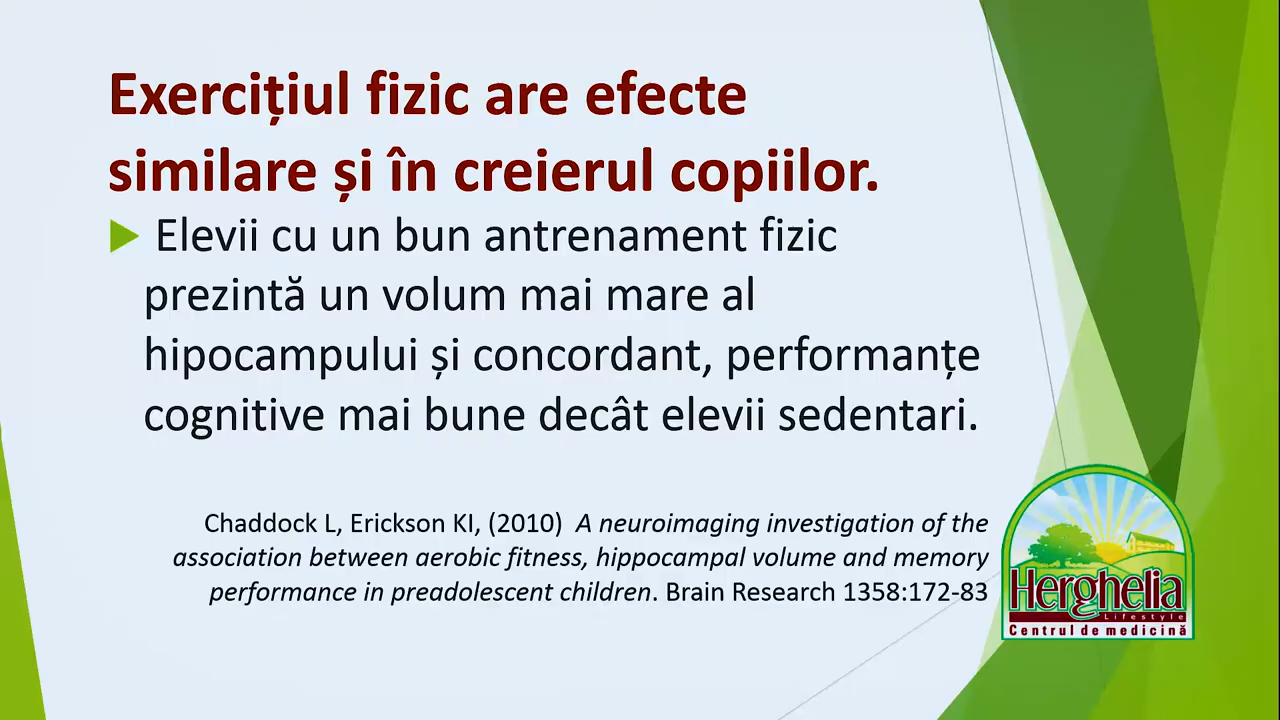 Exercițiul fizic are efecte
similare și în creierul copiilor.
Elevii cu un bun antrenament fizic
prezintă un volum mai mare al
hipocampului și concordant, performanțe
cognitive mai bune decât elevii sedentari.
Chaddock L, Erickson KI, (2010) A neuroimaging investigation of the
association between aerobic fitness, hippocampal volume and memory
performance in preadolescent children. Brain Research 1358:172-83
Herghelia
Lifestyle
Centrul de medicină